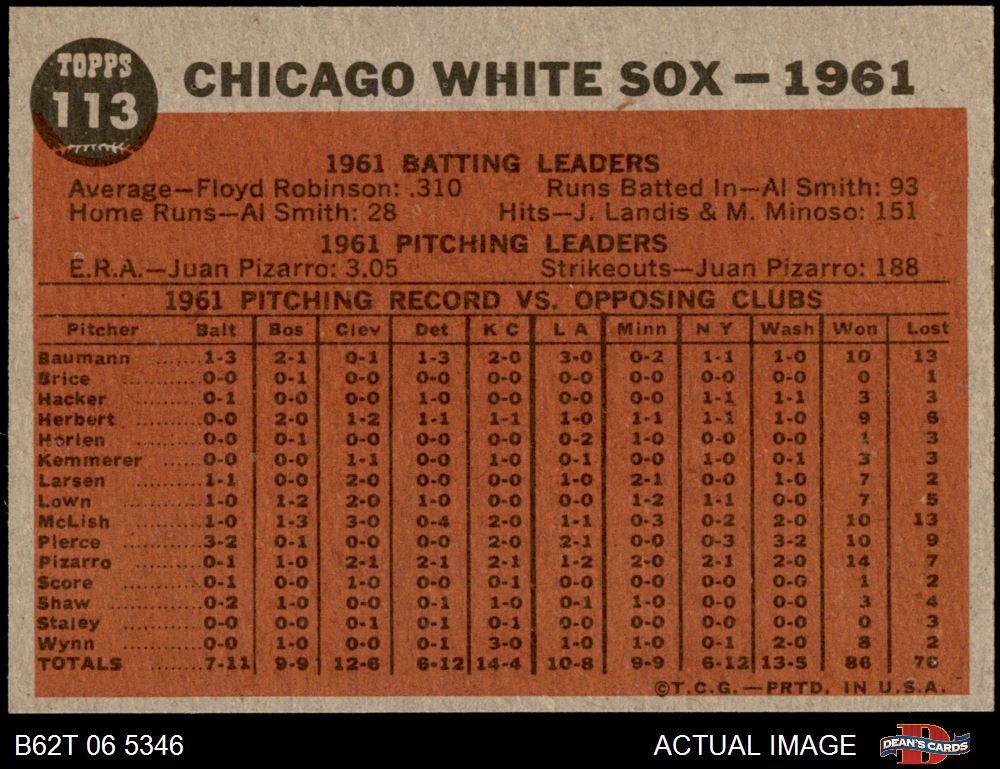 TOPPS
113
CHICAGO WHITE SOX — 1961
1961 BATTING LEADERS
Average—Floyd Robinson: .310 Runs Batted In—Al Smith: 93
Home Runs—Al Smith: 28 Hits—J. Landis & M. Minoso: 151
1961 PITCHING LEADERS
E.R.A.—Juan Pizarro: 3.05 Strikeouts—Juan Pizarro: 188
1961 PITCHING RECORD VS. OPPOSING CLUBS
Pitcher Balt Bos Clev Det K C L A Minn N Y Wash Won Lost
Baumann ......1-3 2-1 0-1 1-3 2-0 3-0 0-2 1-1 1-0 10 13
Brice ..........0-0 0-1 0-0 0-0 0-0 0-0 0-0 0-0 0-0 0 1
Hacker ........0-1 0-0 0-0 1-0 0-0 0-0 0-0 1-1 1-1 3 3
Herbert ........0-0 2-0 1-2 1-1 1-1 1-0 1-1 1-1 1-0 9 6
Horlen ........0-0 0-1 0-0 0-0 0-0 0-2 1-0 0-0 0-0 1 3
Kemmerer ......0-0 0-0 1-1 0-0 1-0 0-1 0-0 1-0 0-1 3 3
Larsen ........1-1 0-0 2-0 0-0 0-0 1-0 2-1 0-0 1-0 7 2
Lown ..........1-0 1-2 2-0 1-0 0-0 0-0 1-2 1-1 0-0 7 5
McLish ........1-0 1-3 3-0 0-4 2-0 1-1 0-3 0-2 2-0 10 13
Pierce ........3-2 0-1 0-0 0-0 2-0 2-1 0-0 0-3 3-2 10 9
Pizarro ........0-1 1-0 2-1 2-1 2-1 1-2 2-0 2-1 2-0 14 7
Score ..........0-1 0-0 1-0 0-0 0-1 0-0 0-0 0-0 0-0 1 2
Shaw ..........0-2 1-0 0-0 0-1 1-0 0-1 1-0 0-0 0-0 3 4
Staley ........0-0 0-0 0-1 0-1 0-1 0-0 0-0 0-0 0-0 0 3
Wynn ..........0-0 1-0 0-0 0-1 3-0 1-0 1-0 0-1 2-0 8 2
TOTALS ........7-11 9-9 12-6 6-12 14-4 10-8 9-9 6-12 13-5 86 76
©T.C.G.—PRTD. IN U.S.A.
B62T 06 5346 ACTUAL IMAGE DEAN'S CARDS